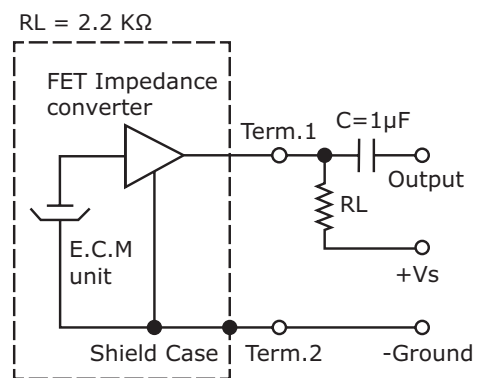 RL = 2.2 KΩ
FET Impedance
converter
Term.1
C=1µF
Output
RL
+Vs
E.C.M
unit
Shield Case
Term.2
-Ground